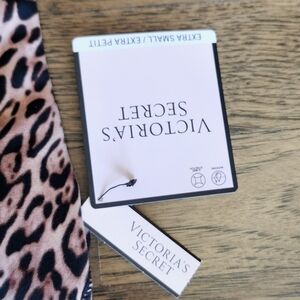 EXTRA SMALL / EXTRA PETIT
VICTORIA'S
SECRET
VICTORIA'S
SECRET